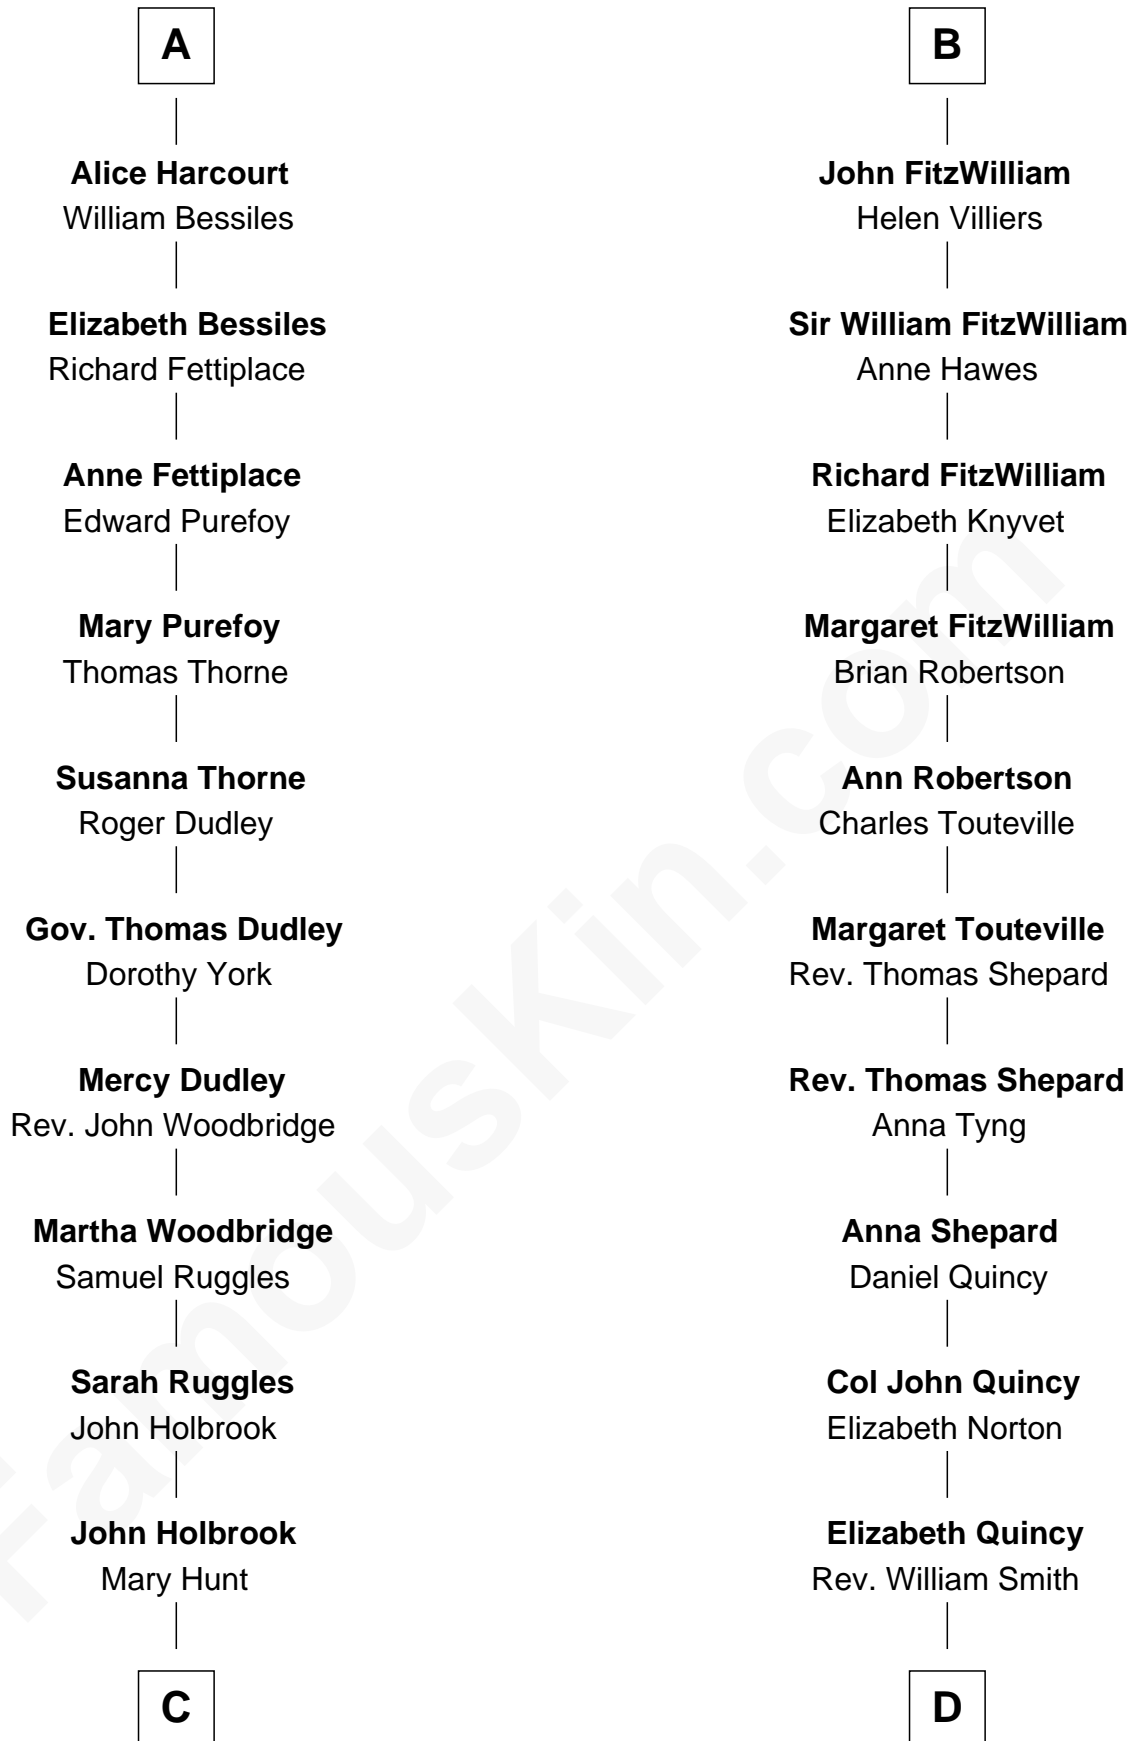 A
Alice Harcourt
William Bessiles
Elizabeth Bessiles
Richard Fettiplace
Anne Fettiplace
Edward Purefoy
Mary Purefoy
Thomas Thorne
Susanna Thorne
Roger Dudley
Gov. Thomas Dudley
Dorothy York
Mercy Dudley
Rev. John Woodbridge
Martha Woodbridge
Samuel Ruggles
Sarah Ruggles
John Holbrook
John Holbrook
Mary Hunt
C
B
John FitzWilliam
Helen Villiers
Sir William FitzWilliam
Anne Hawes
Richard FitzWilliam
Elizabeth Knyvet
Margaret FitzWilliam
Brian Robertson
Ann Robertson
Charles Touteville
Margaret Touteville
Rev. Thomas Shepard
Rev. Thomas Shepard
Anna Tyng
Anna Shepard
Daniel Quincy
Col John Quincy
Elizabeth Norton
Elizabeth Quincy
Rev. William Smith
D
FamousKin.com